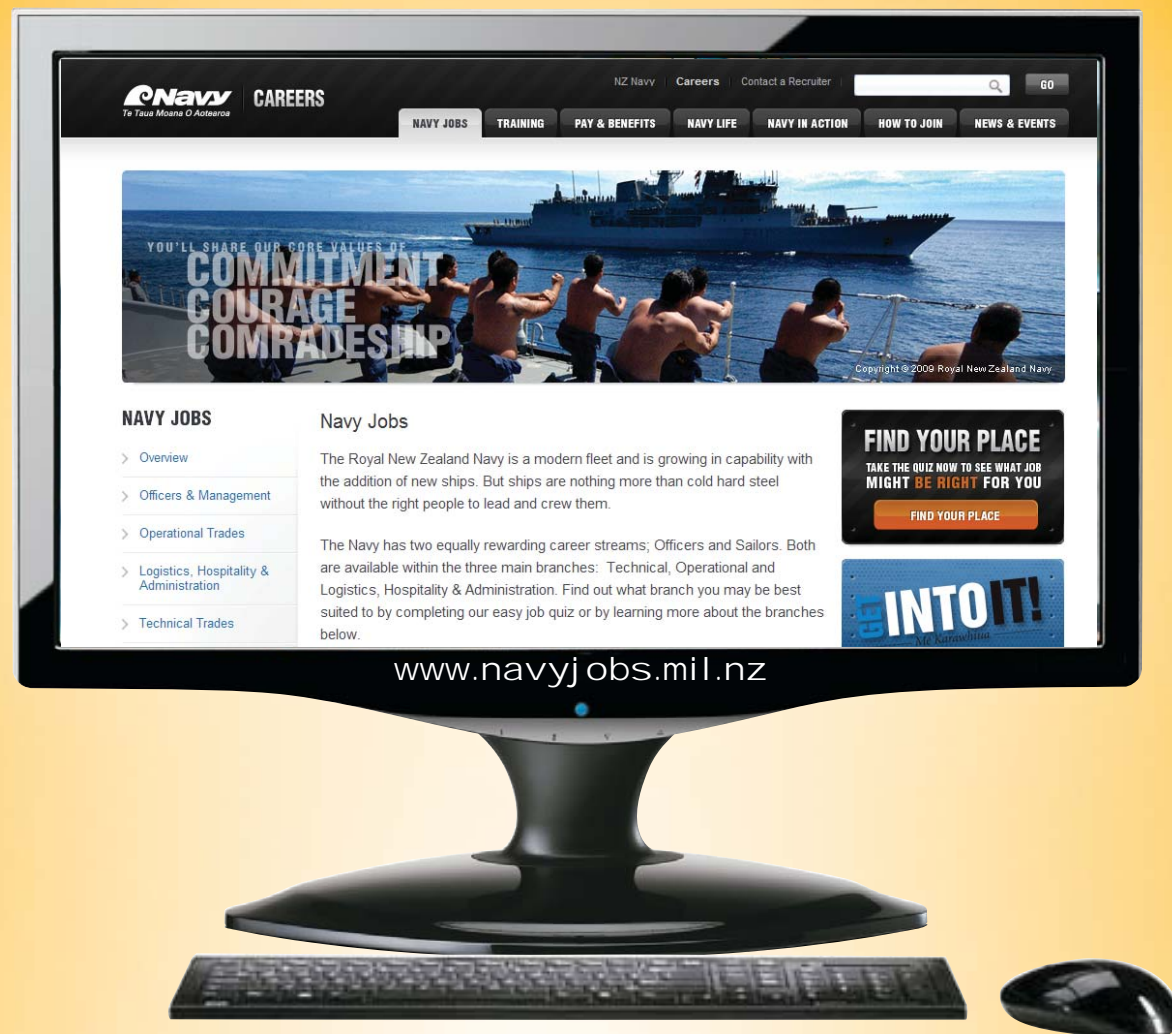 NZ Navy
Careers
Contact a Recruiter
GO
Navy
CAREERS
Te Taua Moana O Aotearoa
NAVY JOBS
TRAINING
PAY & BENEFITS
NAVY LIFE
NAVY IN ACTION
HOW TO JOIN
NEWS & EVENTS
YOU'LL SHARE OUR CORE VALUES OF
COMMITMENT
COURAGE
COMRADESHIP
Copyright © 2009 Royal New Zealand Navy
NAVY JOBS
Overview
Officers & Management
Operational Trades
Logistics, Hospitality &
Administration
Technical Trades
Navy Jobs
The Royal New Zealand Navy is a modern fleet and is growing in capability with
the addition of new ships. But ships are nothing more than cold hard steel
without the right people to lead and crew them.
The Navy has two equally rewarding career streams; Officers and Sailors. Both
are available within the three main branches: Technical, Operational and
Logistics, Hospitality & Administration. Find out what branch you may be best
suited to by completing our easy job quiz or by learning more about the branches
below.
FIND YOUR PLACE
TAKE THE QUIZ NOW TO SEE WHAT JOB
MIGHT BE RIGHT FOR YOU
FIND YOUR PLACE
GET INTO IT!
Me Karawhiua
www.navyjobs.mil.nz